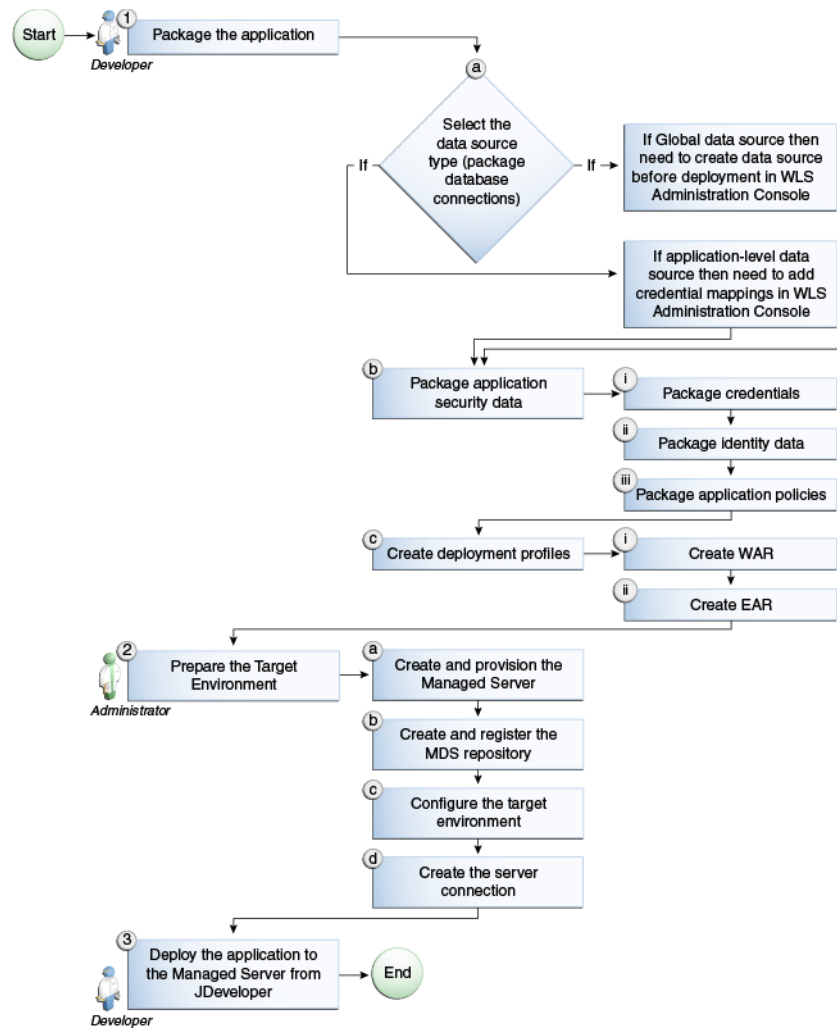 Start
1
Package the application
Developer
a
Select the
data source
type (package
database
connections)
If
If
If Global data source then
need to create data source
before deployment in WLS
Administration Console
If application-level data
source then need to add
credential mappings in WLS
Administration Console
b
Package application
security data
i
Package credentials
ii
Package identity data
iii
Package application policies
c
Create deployment profiles
i
Create WAR
ii
Create EAR
2
Prepare the Target
Environment
Administrator
a
Create and provision the
Managed Server
b
Create and register the
MDS repository
c
Configure the target
environment
d
Create the server
connection
3
Deploy the application to
the Managed Server from
JDeveloper
Developer
End